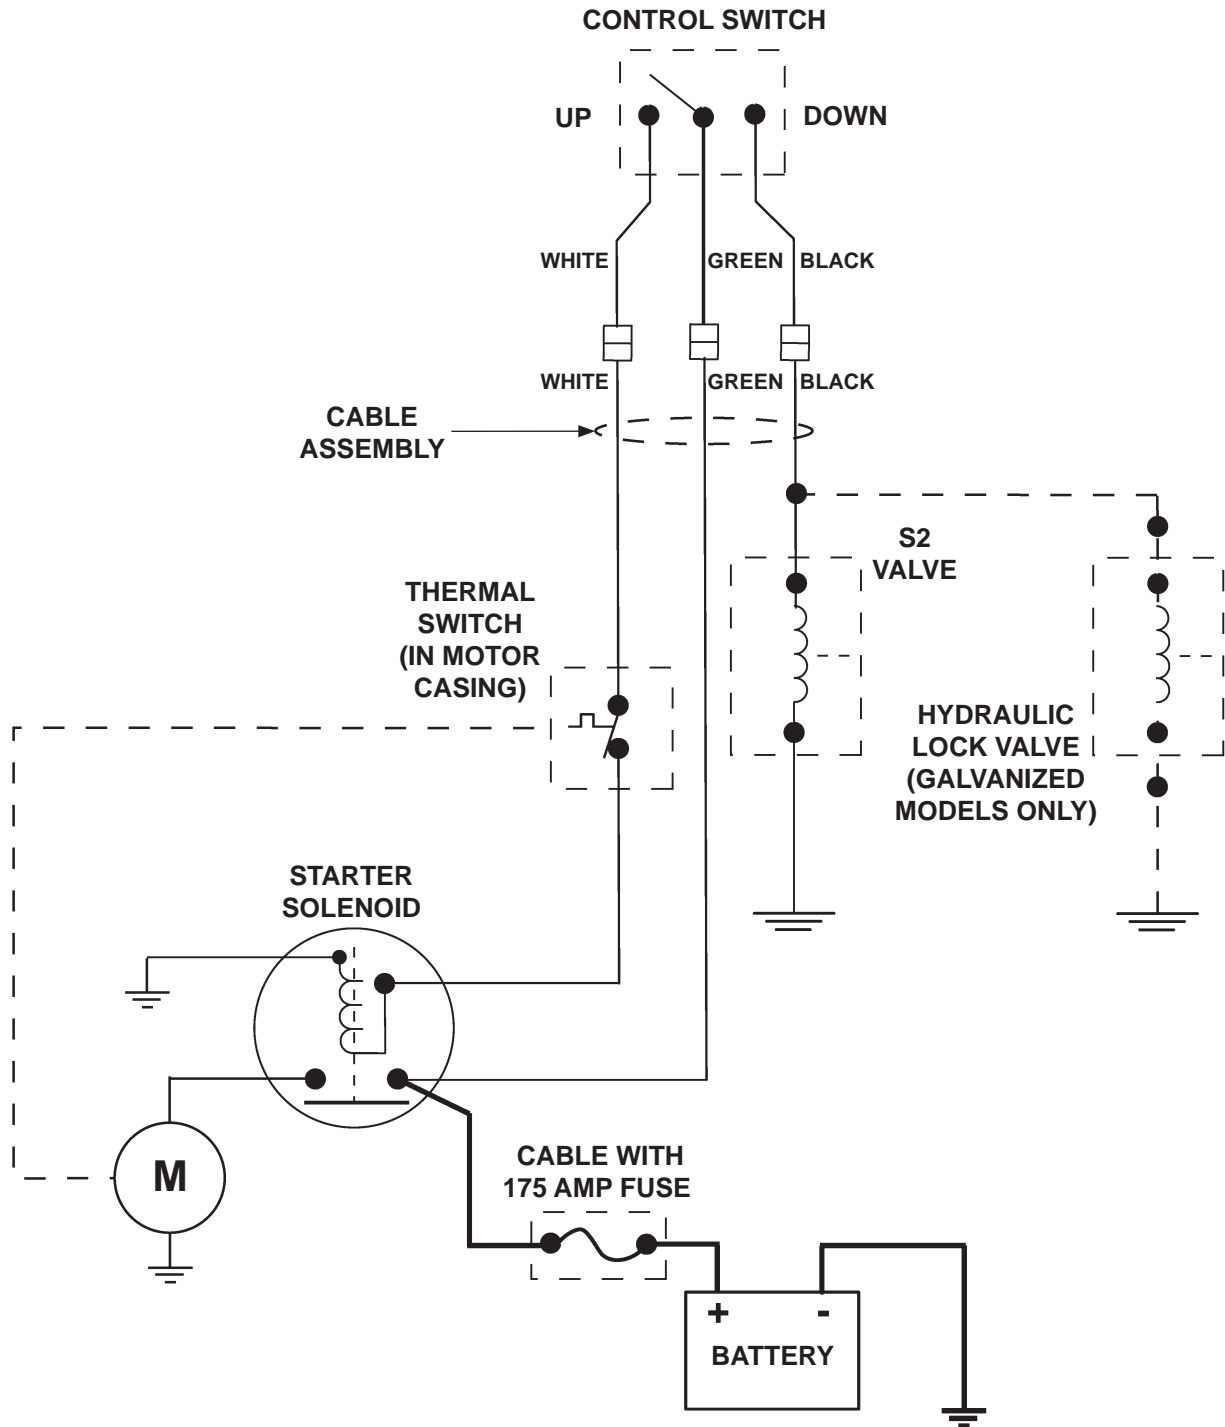 CONTROL SWITCH
UP
DOWN
WHITE
GREEN
BLACK
WHITE
GREEN
BLACK
CABLE
ASSEMBLY
S2
VALVE
THERMAL
SWITCH
(IN MOTOR
CASING)
HYDRAULIC
LOCK VALVE
(GALVANIZED
MODELS ONLY)
STARTER
SOLENOID
M
CABLE WITH
175 AMP FUSE
+
-
BATTERY